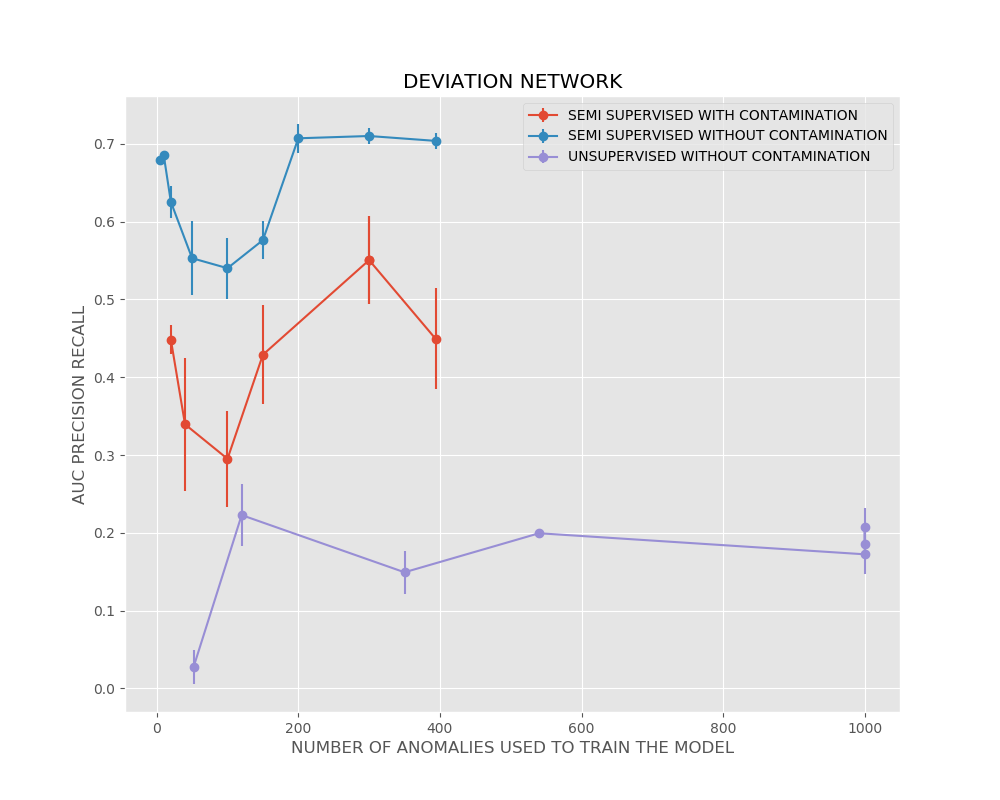 DEVIATION NETWORK
SEMI SUPERVISED WITH CONTAMINATION
SEMI SUPERVISED WITHOUT CONTAMINATION
UNSUPERVISED WITHOUT CONTAMINATION
AUC PRECISION RECALL
0.7
0.6
0.5
0.4
0.3
0.2
0.1
0.0
0 200 400 600 800 1000
NUMBER OF ANOMALIES USED TO TRAIN THE MODEL